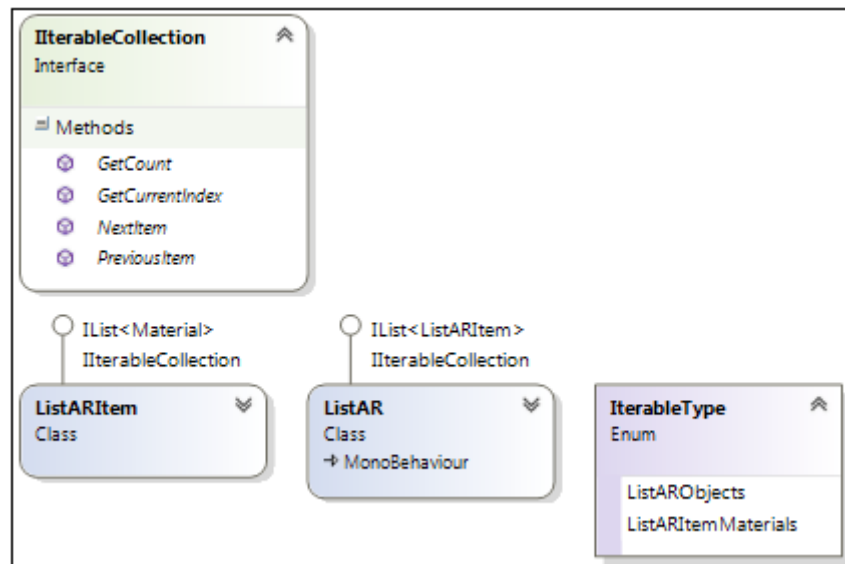 IIterableCollection
Interface
Methods
GetCount
GetCurrentIndex
NextItem
PreviousItem
IList<Material>
IIterableCollection
ListARItem
Class
IList<ListARItem>
IIterableCollection
ListAR
Class
MonoBehaviour
IterableType
Enum
ListARObjects
ListARItemMaterials